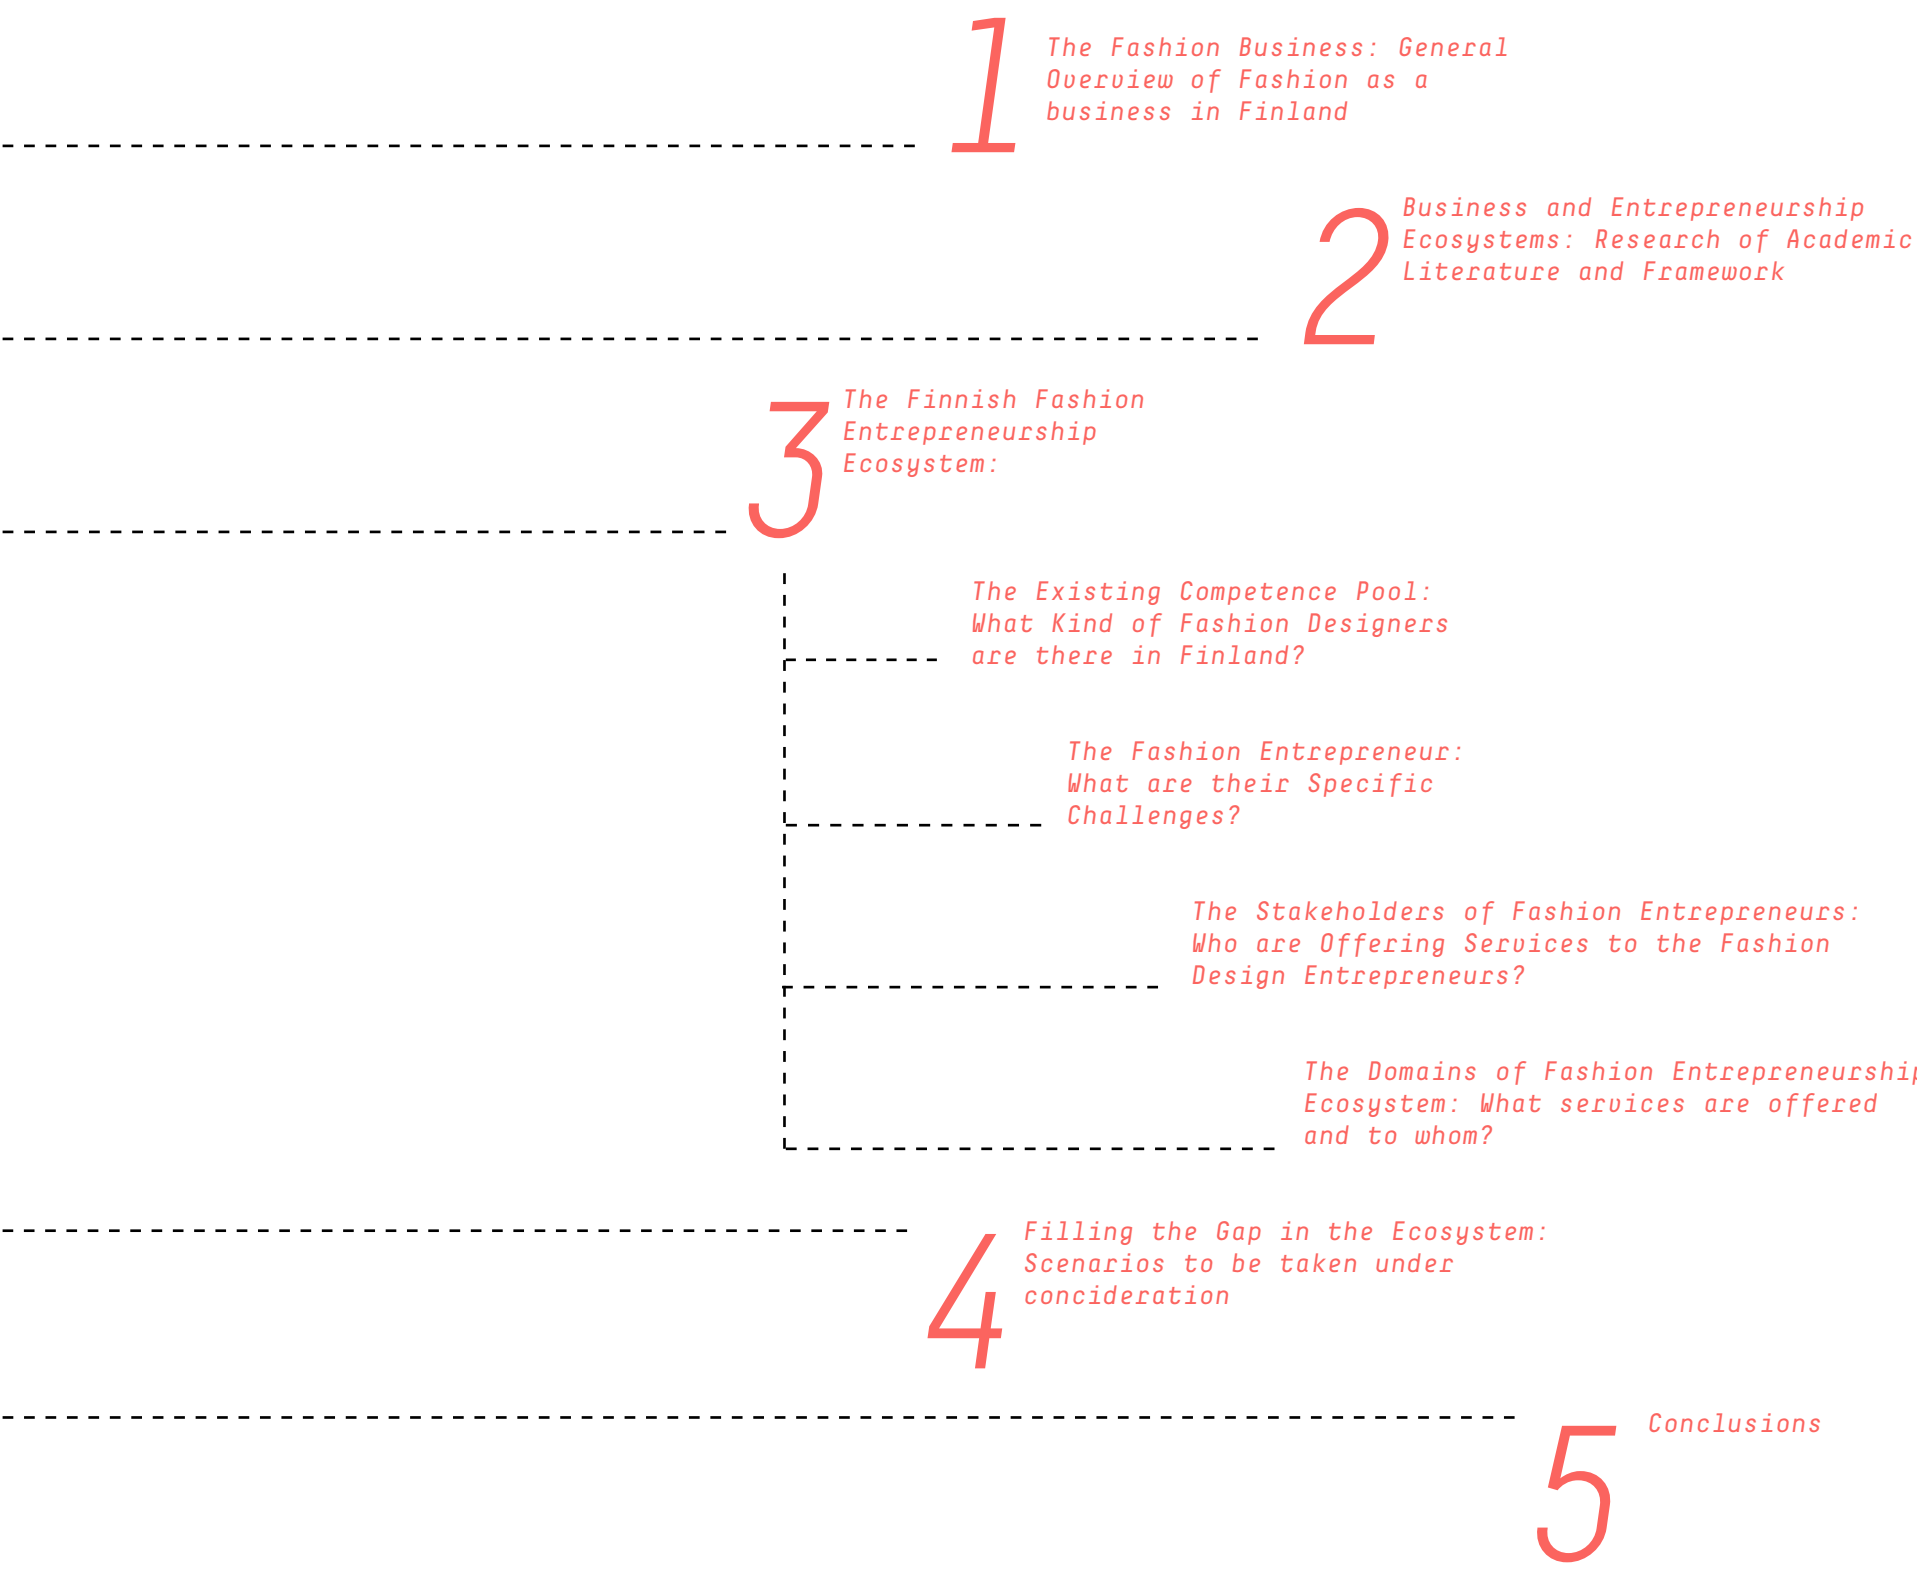 1
The Fashion Business: General
Overview of Fashion as a
business in Finland
2
Business and Entrepreneurship
Ecosystems: Research of Academic
Literature and Framework
3
The Finnish Fashion
Entrepreneurship
Ecosystem:
The Existing Competence Pool:
What Kind of Fashion Designers
are there in Finland?
The Fashion Entrepreneur:
What are their Specific
Challenges?
The Stakeholders of Fashion Entrepreneurs:
Who are Offering Services to the Fashion
Design Entrepreneurs?
The Domains of Fashion Entrepreneurship
Ecosystem: What services are offered
and to whom?
4
Filling the Gap in the Ecosystem:
Scenarios to be taken under
concideration
5
Conclusions